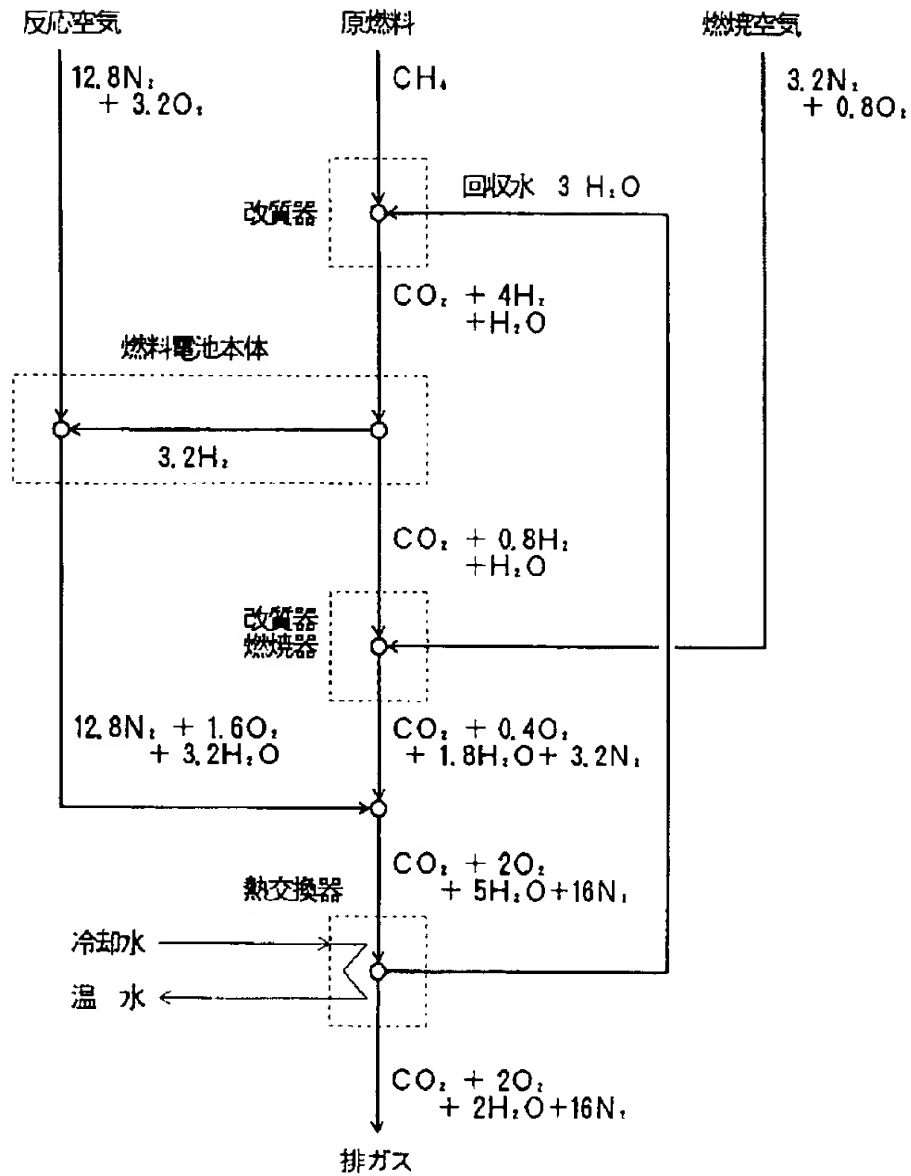 反応空気
原燃料
燃焼空気
12.8N₂
+ 3.2O₂
CH₄
3.2N₂
+ 0.8O₂
回収水 3 H₂O
改質器
CO₂ + 4H₂
+H₂O
燃料電池本体
3.2H₂
CO₂ + 0.8H₂
+H₂O
改質器
燃焼器
12.8N₂ + 1.6O₂
+ 3.2H₂O
CO₂ + 0.4O₂
+ 1.8H₂O+ 3.2N₂
CO₂ + 2O₂
+ 5H₂O+16N₂
熱交換器
冷却水
温 水
CO₂ + 2O₂
+ 2H₂O+16N₂
排ガス